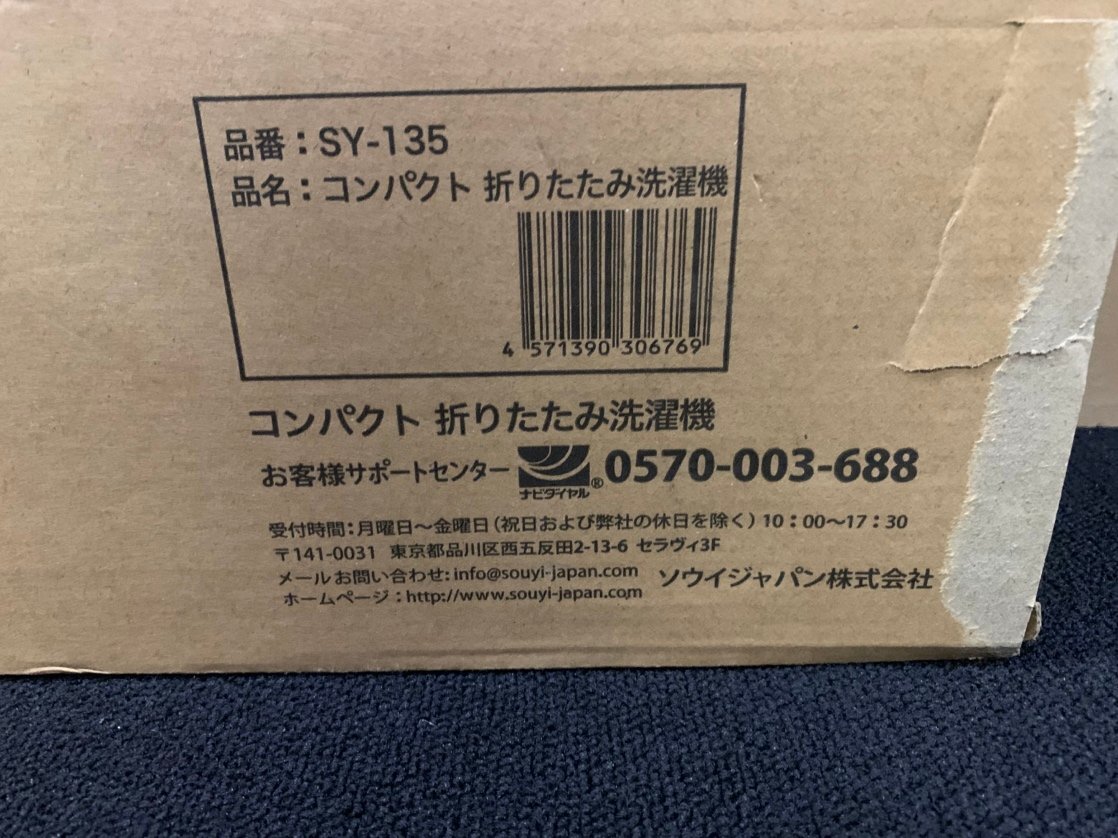 品番：SY-135
品名：コンパクト 折りたたみ洗濯機
4 571390 306769
コンパクト 折りたたみ洗濯機
お客様サポートセンター ナビダイヤル® 0570-003-688
受付時間：月曜日～金曜日（祝日および弊社の休日を除く）10：00～17：30
〒141-0031 東京都品川区西五反田2-13-6 セラヴィ3F
メールお問い合わせ：info@souyi-japan.com ソウイジャパン株式会社
ホームページ：http://www.souyi-japan.com